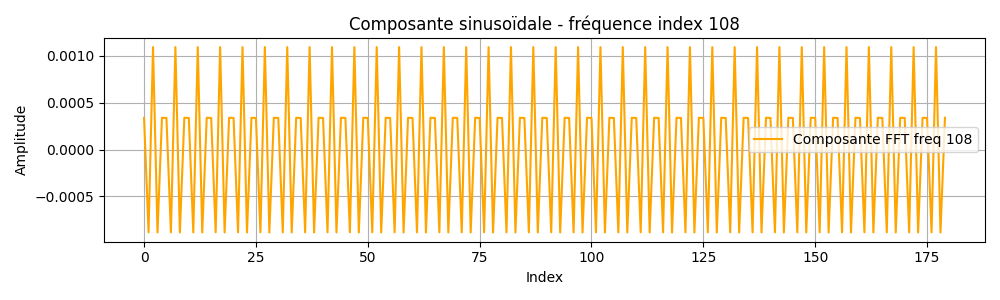 Composante sinusoïdale - fréquence index 108
Amplitude
0.0010
0.0005
0.0000
−0.0005
Composante FFT freq 108
0 25 50 75 100 125 150 175
Index